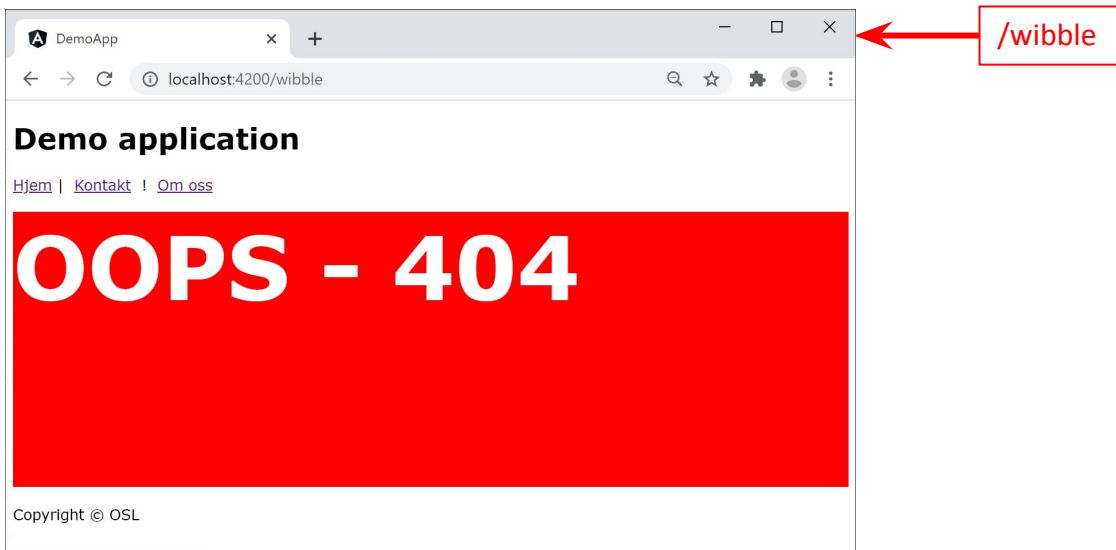 DemoApp
/wibble
localhost:4200/wibble
Demo application
Hjem | Kontakt ! Om oss
OOPS - 404
Copyright © OSL